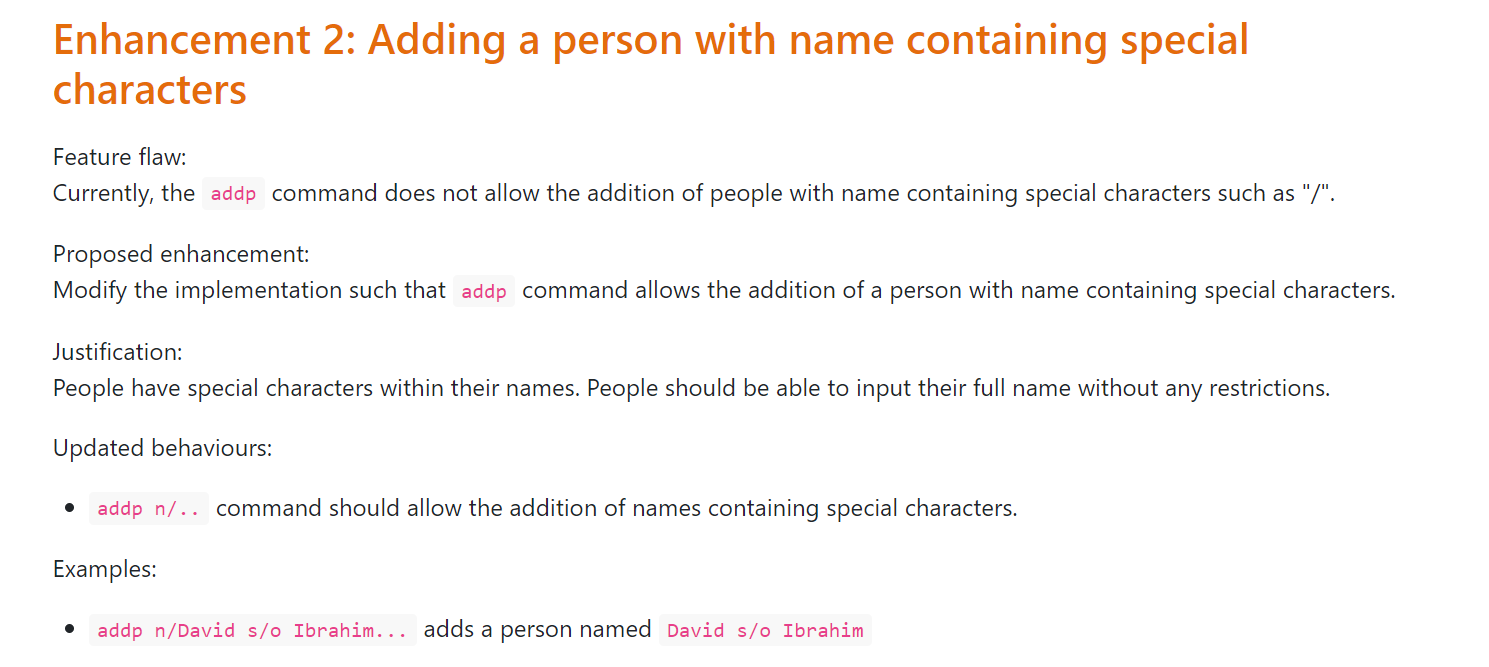 Enhancement 2: Adding a person with name containing special
characters
Feature flaw:
Currently, the addp command does not allow the addition of people with name containing special characters such as "/".
Proposed enhancement:
Modify the implementation such that addp command allows the addition of a person with name containing special characters.
Justification:
People have special characters within their names. People should be able to input their full name without any restrictions.
Updated behaviours:
• addp n/.. command should allow the addition of names containing special characters.
Examples:
• addp n/David s/o Ibrahim... adds a person named David s/o Ibrahim